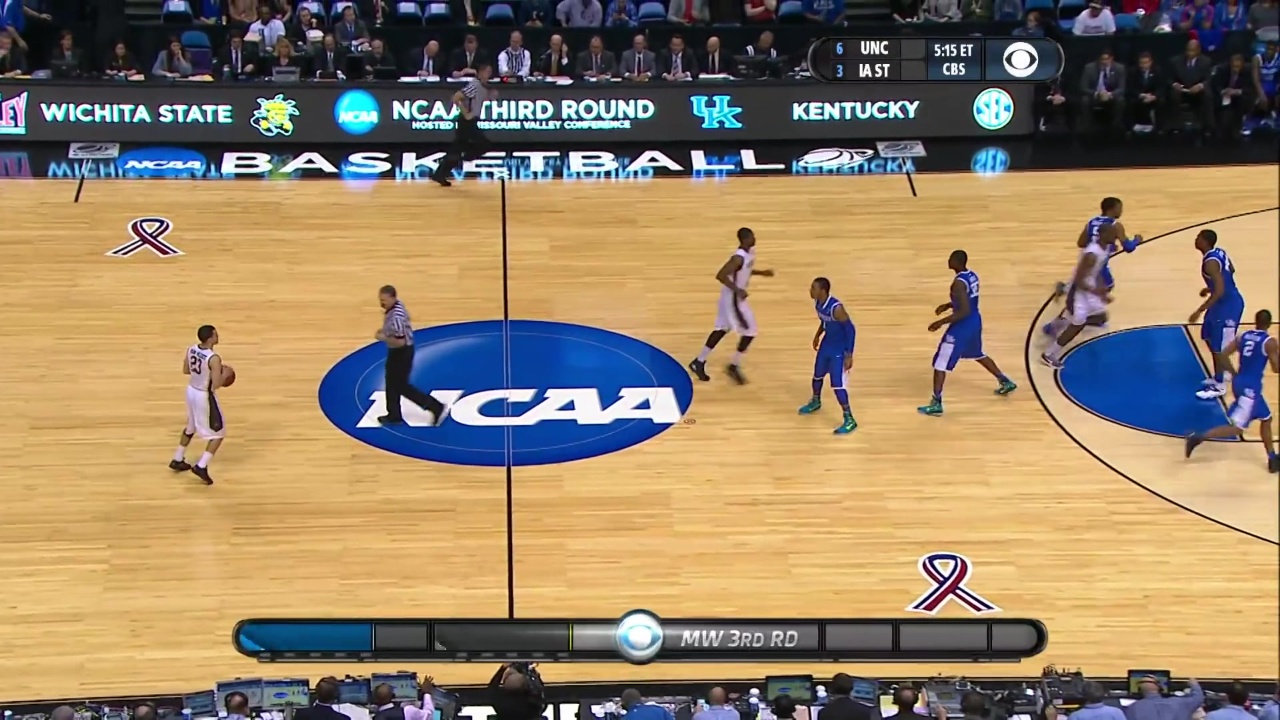 6 UNC 5:15 ET
3 IA ST CBS
WICHITA STATE NCAA NCAA THIRD ROUND UK KENTUCKY SEC
HOSTED BY MISSOURI VALLEY CONFERENCE
NCAA BASKETBALL
23
2
NCAA
MW 3RD RD